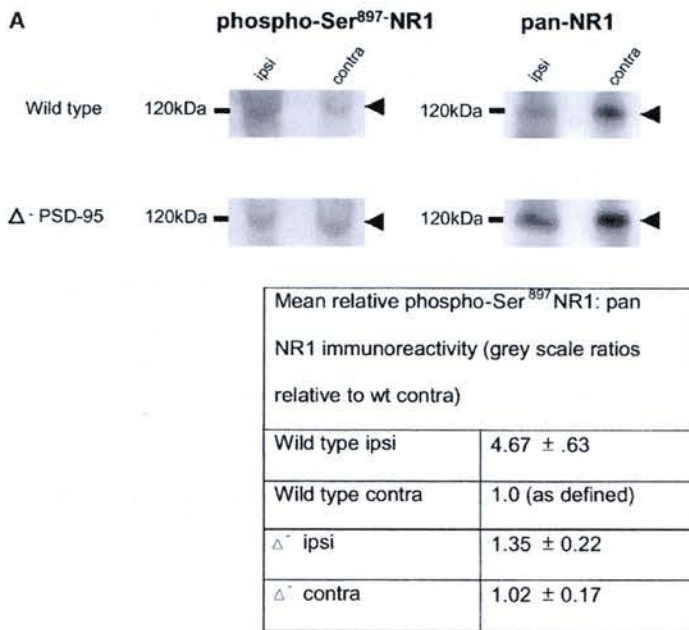 A
phospho-Ser897-NR1 pan-NR1
ipsi contra ipsi contra
Wild type 120kDa 120kDa
Δ- PSD-95 120kDa 120kDa
Mean relative phospho-Ser897NR1: pan
NR1 immunoreactivity (grey scale ratios
relative to wt contra)
Wild type ipsi 4.67 ± .63
Wild type contra 1.0 (as defined)
Δ- ipsi 1.35 ± 0.22
Δ- contra 1.02 ± 0.17